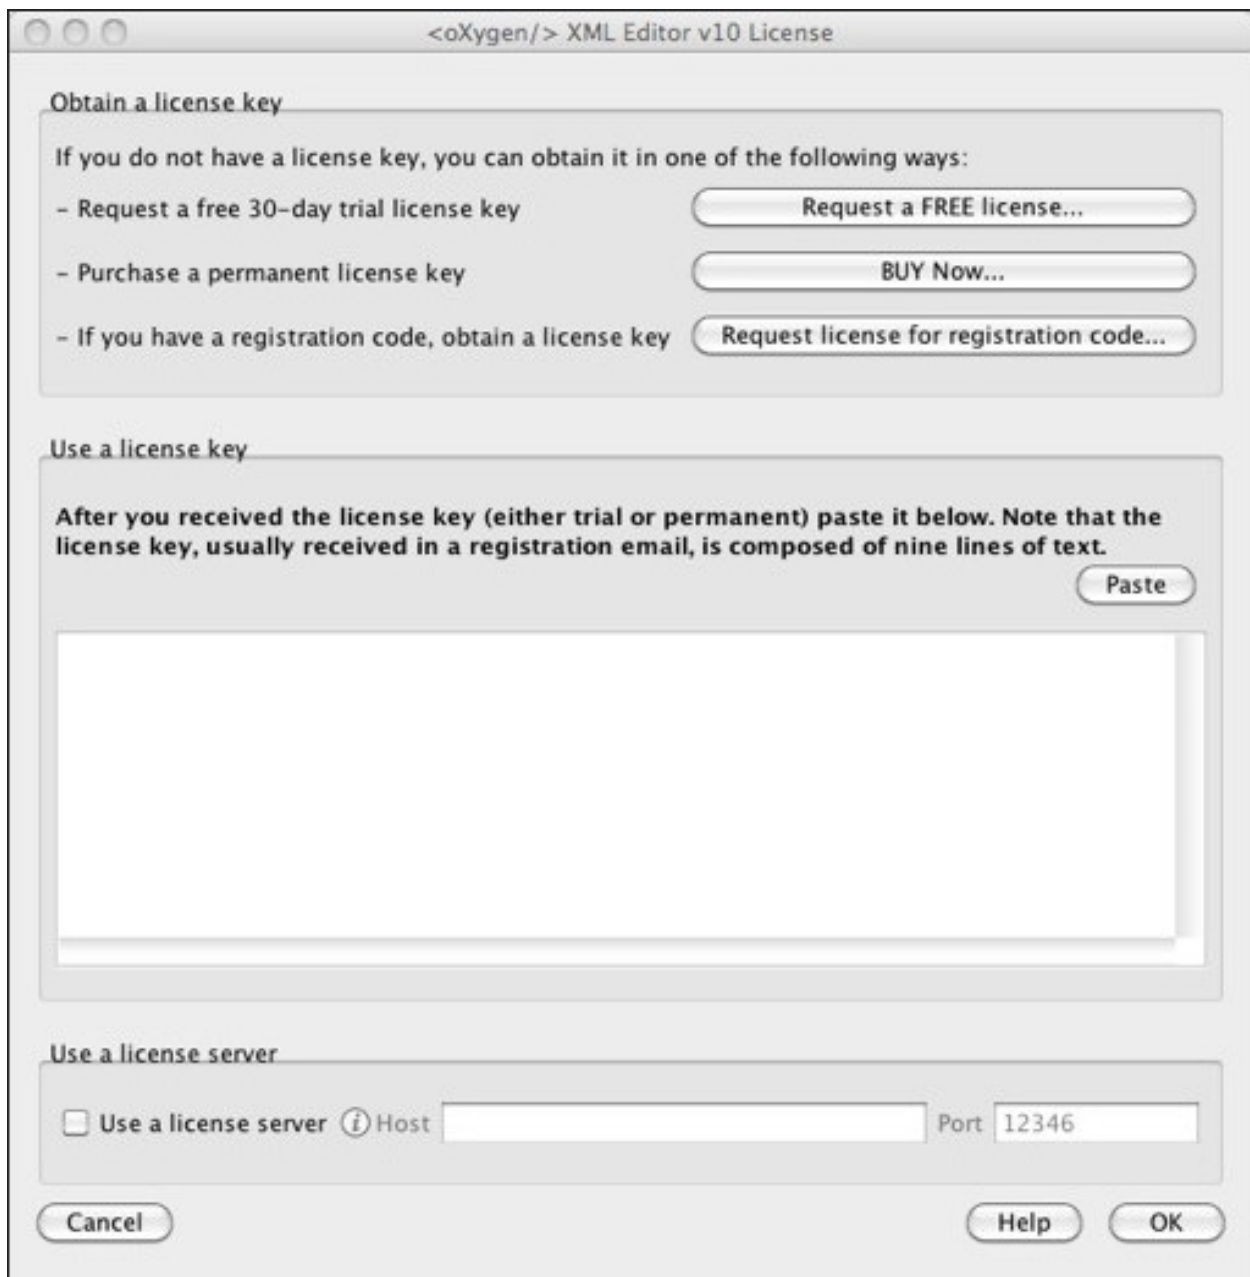 <oXygen/> XML Editor v10 License
Obtain a license key
If you do not have a license key, you can obtain it in one of the following ways:
– Request a free 30–day trial license key
Request a FREE license...
– Purchase a permanent license key
BUY Now...
– If you have a registration code, obtain a license key
Request license for registration code...
Use a license key
After you received the license key (either trial or permanent) paste it below. Note that the
license key, usually received in a registration email, is composed of nine lines of text.
Paste
Use a license server
Use a license server i Host Port 12346
Cancel Help OK